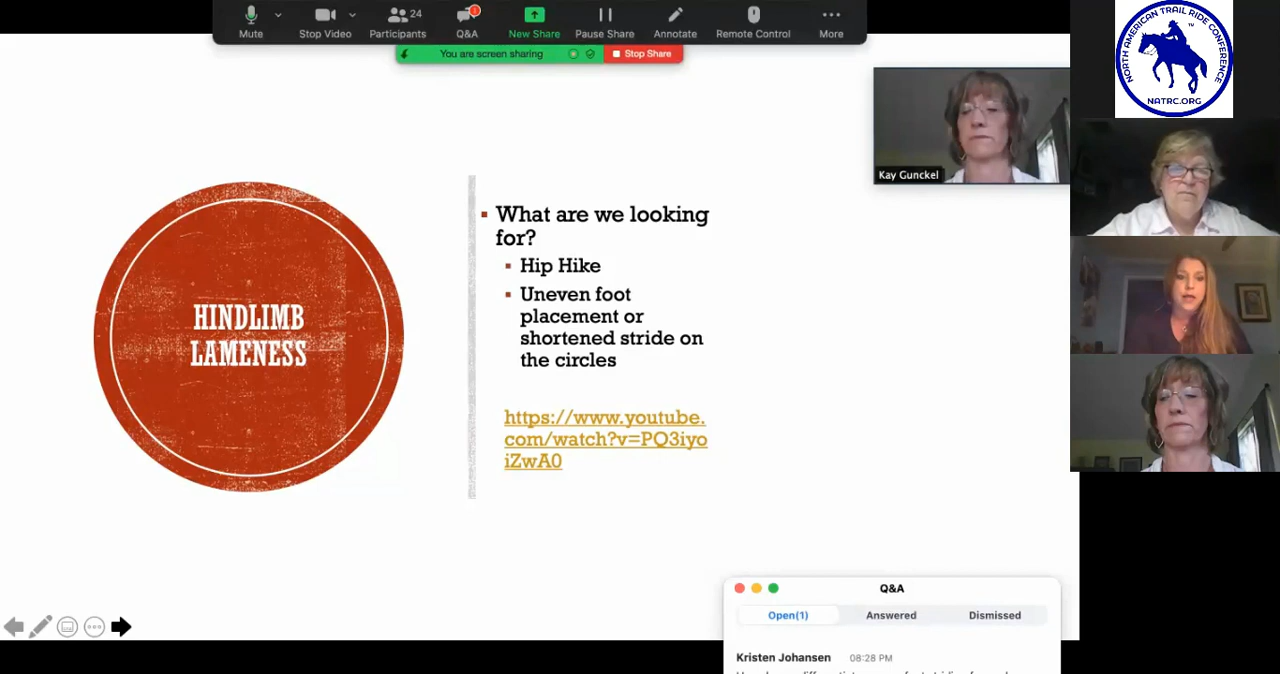 Mute
Stop Video
24
Participants
Q&A
New Share
Pause Share
Annotate
Remote Control
More
You are screen sharing
Stop Share
NORTH AMERICAN TRAIL RIDE CONFERENCE
TM
NATRC.ORG
Kay Gunckel
HINDLIMB
LAMENESS
What are we looking
for?
Hip Hike
Uneven foot
placement or
shortened stride on
the circles
https://www.youtube.
com/watch?v=PQ3iyo
iZwA0
Q&A
Open(1)
Answered
Dismissed
Kristen Johansen
08:28 PM